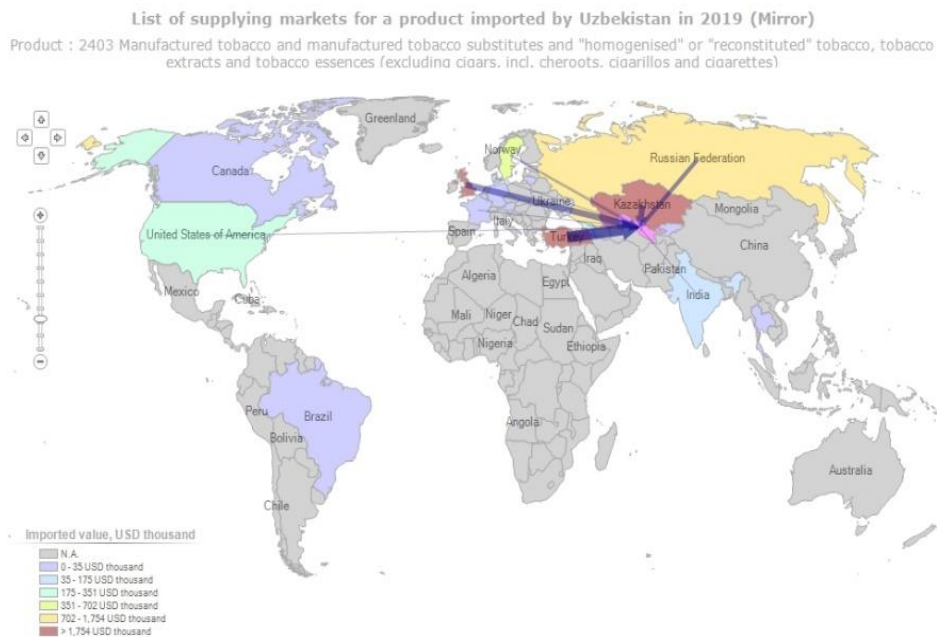 List of supplying markets for a product imported by Uzbekistan in 2019 (Mirror)
Product : 2403 Manufactured tobacco and manufactured tobacco substitutes and "homogenised" or "reconstituted" tobacco, tobacco
extracts and tobacco essences (excluding cigars, incl. cheroots, cigarillos and cigarettes)
Greenland
Norway
Russian Federation
Canada
Ukraine
Kazakhstan
Mongolia
United States of America
Spain
Italy
Turkey
China
Iraq
Pakistan
Algeria
Egypt
India
Mexico
Cuba
Mali
Niger
Chad
Sudan
Nigeria
Ethiopia
Peru
Brazil
Bolivia
Angola
Australia
Chile
Imported value, USD thousand
N.A.
0 - 35 USD thousand
35 - 175 USD thousand
175 - 351 USD thousand
351 - 702 USD thousand
702 - 1,754 USD thousand
> 1,754 USD thousand